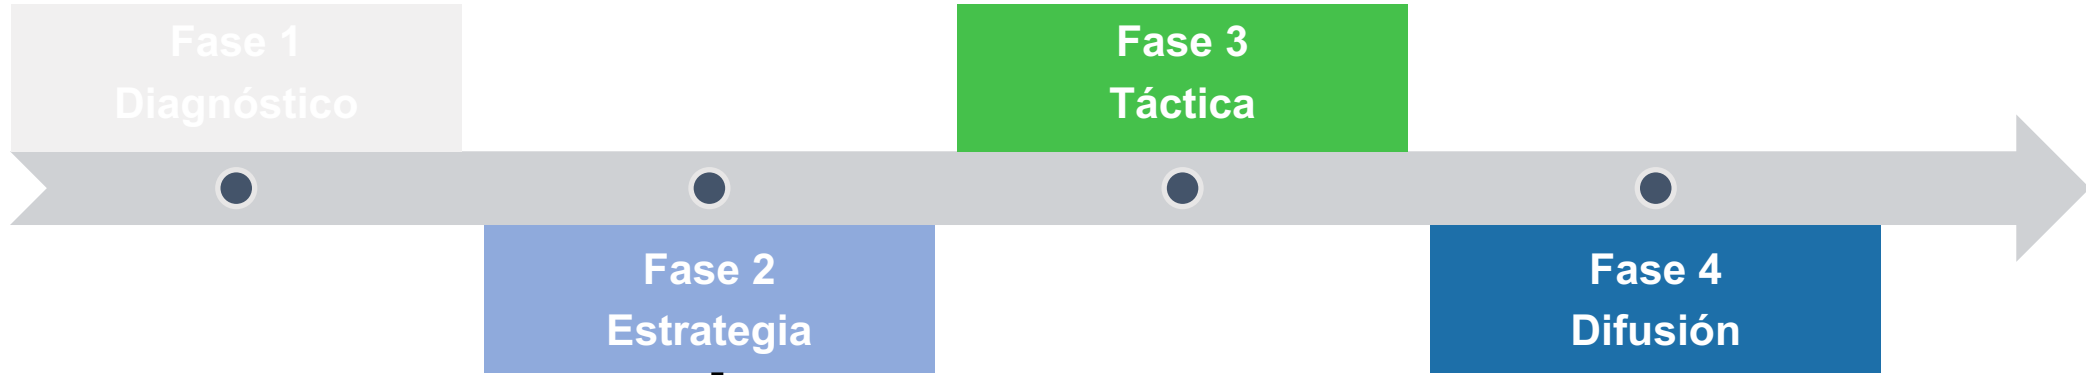 Fase 1
Diagnóstico
Fase 2
Estrategia
Fase 3
Táctica
Fase 4
Difusión